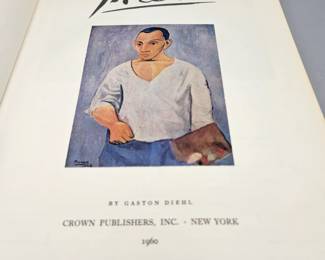 BY GASTON DIEHL
CROWN PUBLISHERS, INC. · NEW YORK
1960